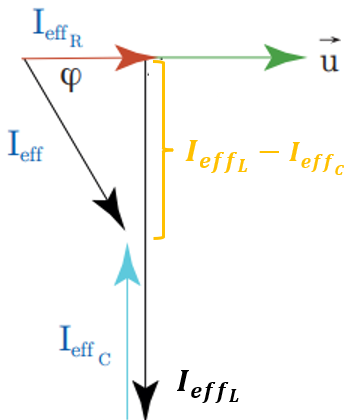 I_eff_R
u⃗
φ
I_eff
I_eff_L − I_eff_C
I_eff_C
I_eff_L